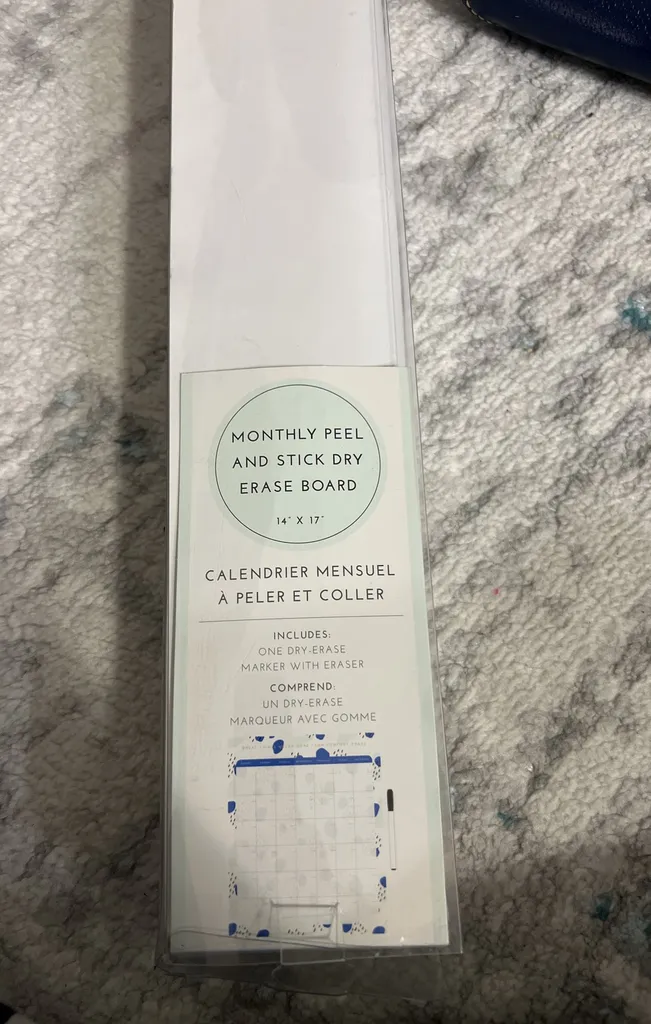 MONTHLY PEEL
AND STICK DRY
ERASE BOARD
14" X 17"
CALENDRIER MENSUEL
À PELER ET COLLER
INCLUDES:
ONE DRY-ERASE
MARKER WITH ERASER
COMPREND:
UN DRY-ERASE
MARQUEUR AVEC GOMME